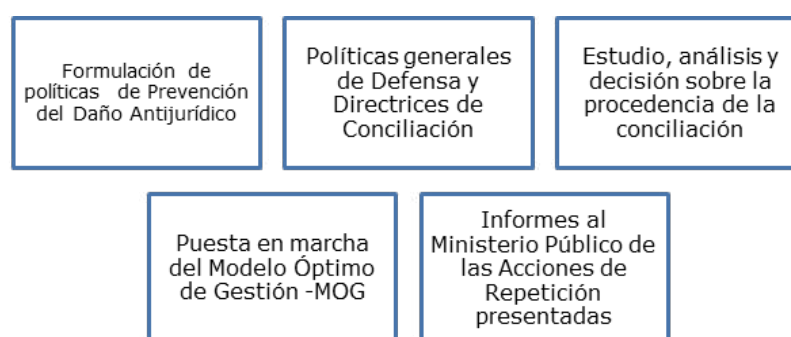 Formulación de
políticas de Prevención
del Daño Antijurídico
Políticas generales
de Defensa y
Directrices de
Conciliación
Estudio, análisis y
decisión sobre la
procedencia de la
conciliación
Puesta en marcha
del Modelo Óptimo
de Gestión -MOG
Informes al
Ministerio Público de
las Acciones de
Repetición
presentadas